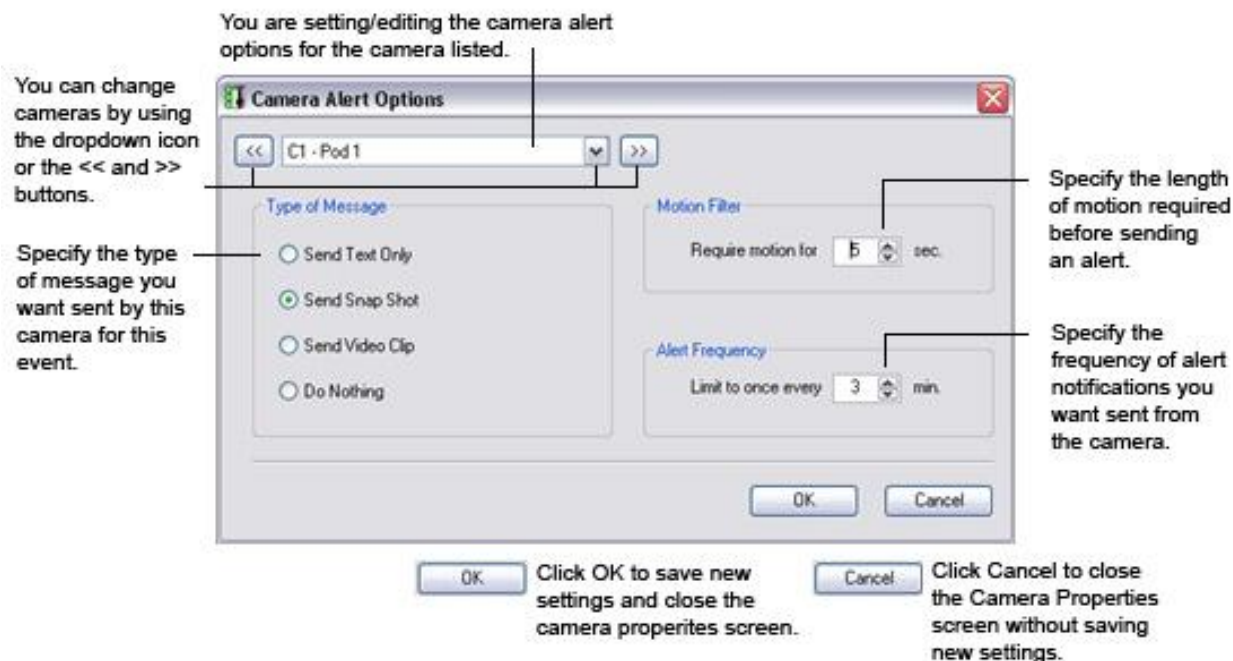 You are setting/editing the camera alert
options for the camera listed.
You can change
cameras by using
the dropdown icon
or the << and >>
buttons.
Camera Alert Options
<<
C1 - Pod 1
>>
Type of Message
Send Text Only
Send Snap Shot
Send Video Clip
Do Nothing
Specify the type
of message you
want sent by this
camera for this
event.
Motion Filter
Require motion for 5 sec.
Specify the length
of motion required
before sending
an alert.
Alert Frequency
Limit to once every 3 min.
Specify the
frequency of alert
notifications you
want sent from
the camera.
OK
Cancel
OK
Click OK to save new
settings and close the
camera properites screen.
Cancel
Click Cancel to close
the Camera Properties
screen without saving
new settings.